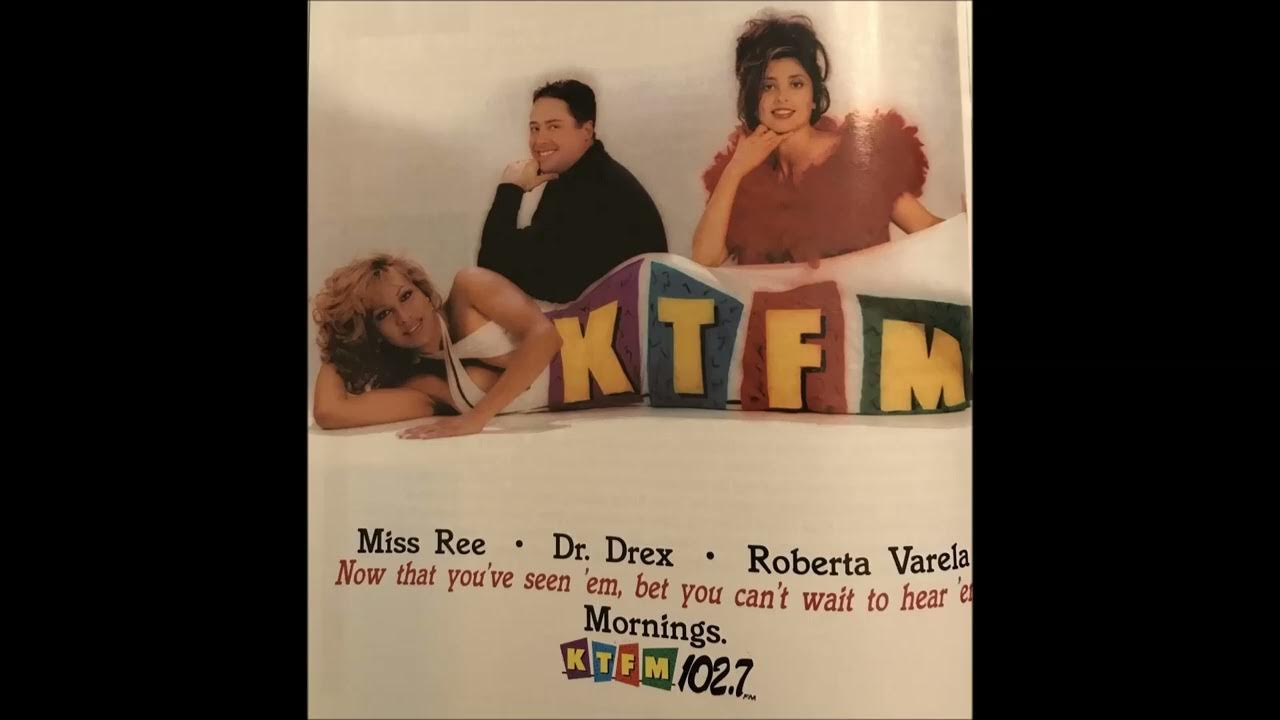 KTFM
Miss Ree • Dr. Drex • Roberta Varela
Now that you've seen 'em, bet you can't wait to hear 'e
Mornings.
KTFM 102.7 FM